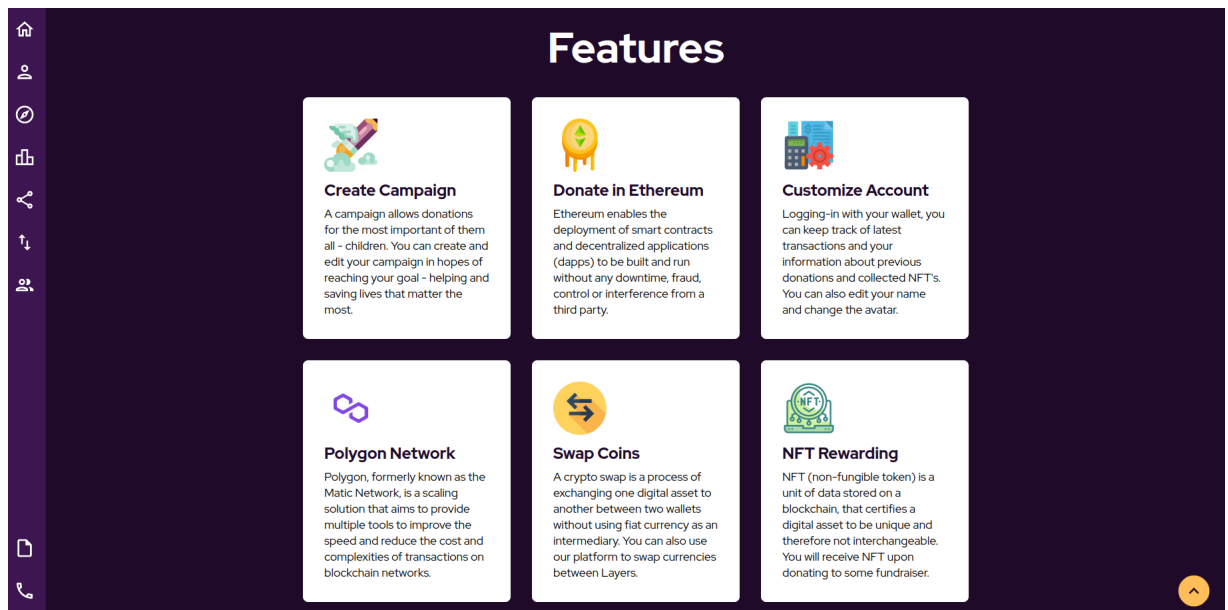 Features
Create Campaign
A campaign allows donations
for the most important of them
all - children. You can create and
edit your campaign in hopes of
reaching your goal - helping and
saving lives that matter the
most.
Donate in Ethereum
Ethereum enables the
deployment of smart contracts
and decentralized applications
(dapps) to be built and run
without any downtime, fraud,
control or interference from a
third party.
Customize Account
Logging-in with your wallet, you
can keep track of latest
transactions and your
information about previous
donations and collected NFT's.
You can also edit your name
and change the avatar.
Polygon Network
Polygon, formerly known as the
Matic Network, is a scaling
solution that aims to provide
multiple tools to improve the
speed and reduce the cost and
complexities of transactions on
blockchain networks.
Swap Coins
A crypto swap is a process of
exchanging one digital asset to
another between two wallets
without using fiat currency as an
intermediary. You can also use
our platform to swap currencies
between Layers.
NFT
NFT Rewarding
NFT (non-fungible token) is a
unit of data stored on a
blockchain, that certifies a
digital asset to be unique and
therefore not interchangeable.
You will receive NFT upon
donating to some fundraiser.